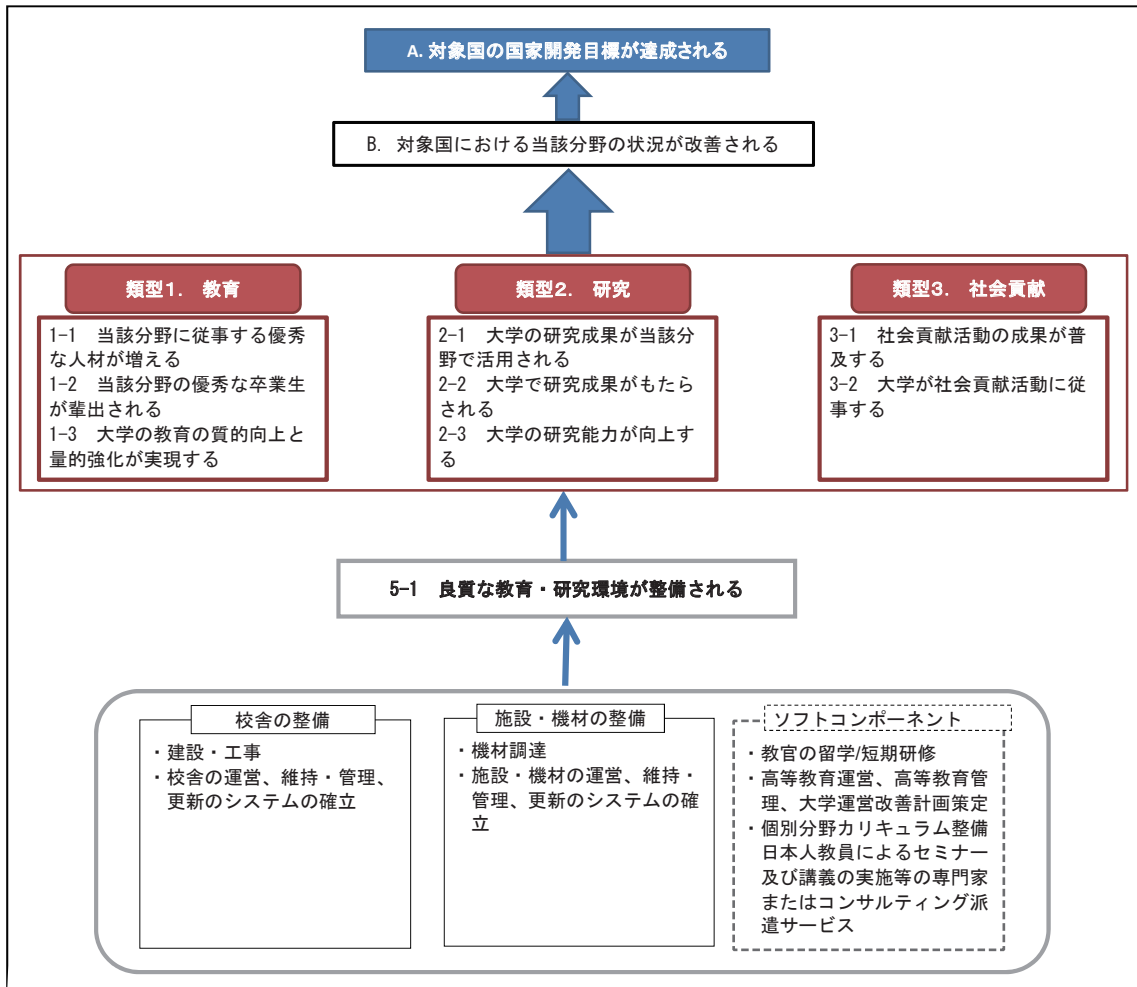 A. 対象国の国家開発目標が達成される
B. 対象国における当該分野の状況が改善される
類型1. 教育
1-1 当該分野に従事する優秀
な人材が増える
1-2 当該分野の優秀な卒業生
が輩出される
1-3 大学の教育の質的向上と
量的強化が実現する
類型2. 研究
2-1 大学の研究成果が当該分
野で活用される
2-2 大学で研究成果がもたら
される
2-3 大学の研究能力が向上す
る
類型3. 社会貢献
3-1 社会貢献活動の成果が普
及する
3-2 大学が社会貢献活動に従
事する
5-1 良質な教育・研究環境が整備される
校舎の整備
・建設・工事
・校舎の運営、維持・管理、
更新のシステムの確立
施設・機材の整備
・機材調達
・施設・機材の運営、維持・
管理、更新のシステムの確
立
ソフトコンポーネント
・教官の留学/短期研修
・高等教育運営、高等教育管
理、大学運営改善計画策定
・個別分野カリキュラム整備
日本人教員によるセミナー
及び講義の実施等の専門家
またはコンサルティング派
遣サービス